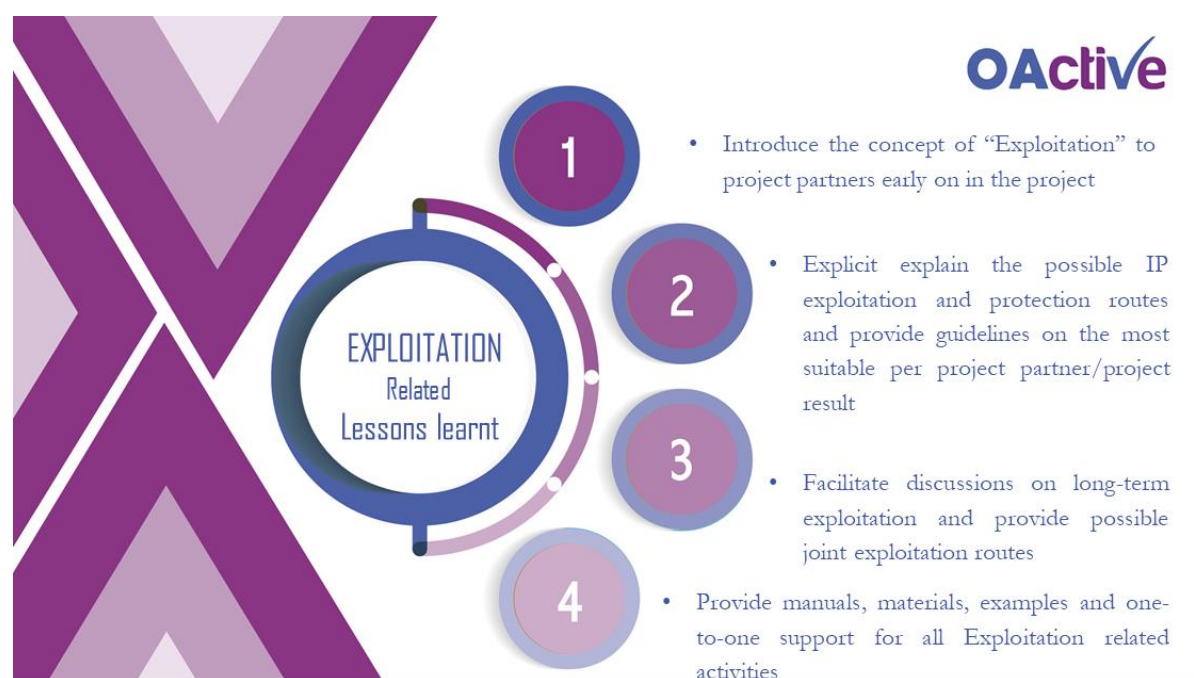 OActive
1
• Introduce the concept of “Exploitation” to
project partners early on in the project
2
• Explicit explain the possible IP
exploitation and protection routes
and provide guidelines on the most
suitable per project partner/project
result
EXPLOITATION
Related
Lessons learnt
3
• Facilitate discussions on long-term
exploitation and provide possible
joint exploitation routes
4
• Provide manuals, materials, examples and one-
to-one support for all Exploitation related
activities